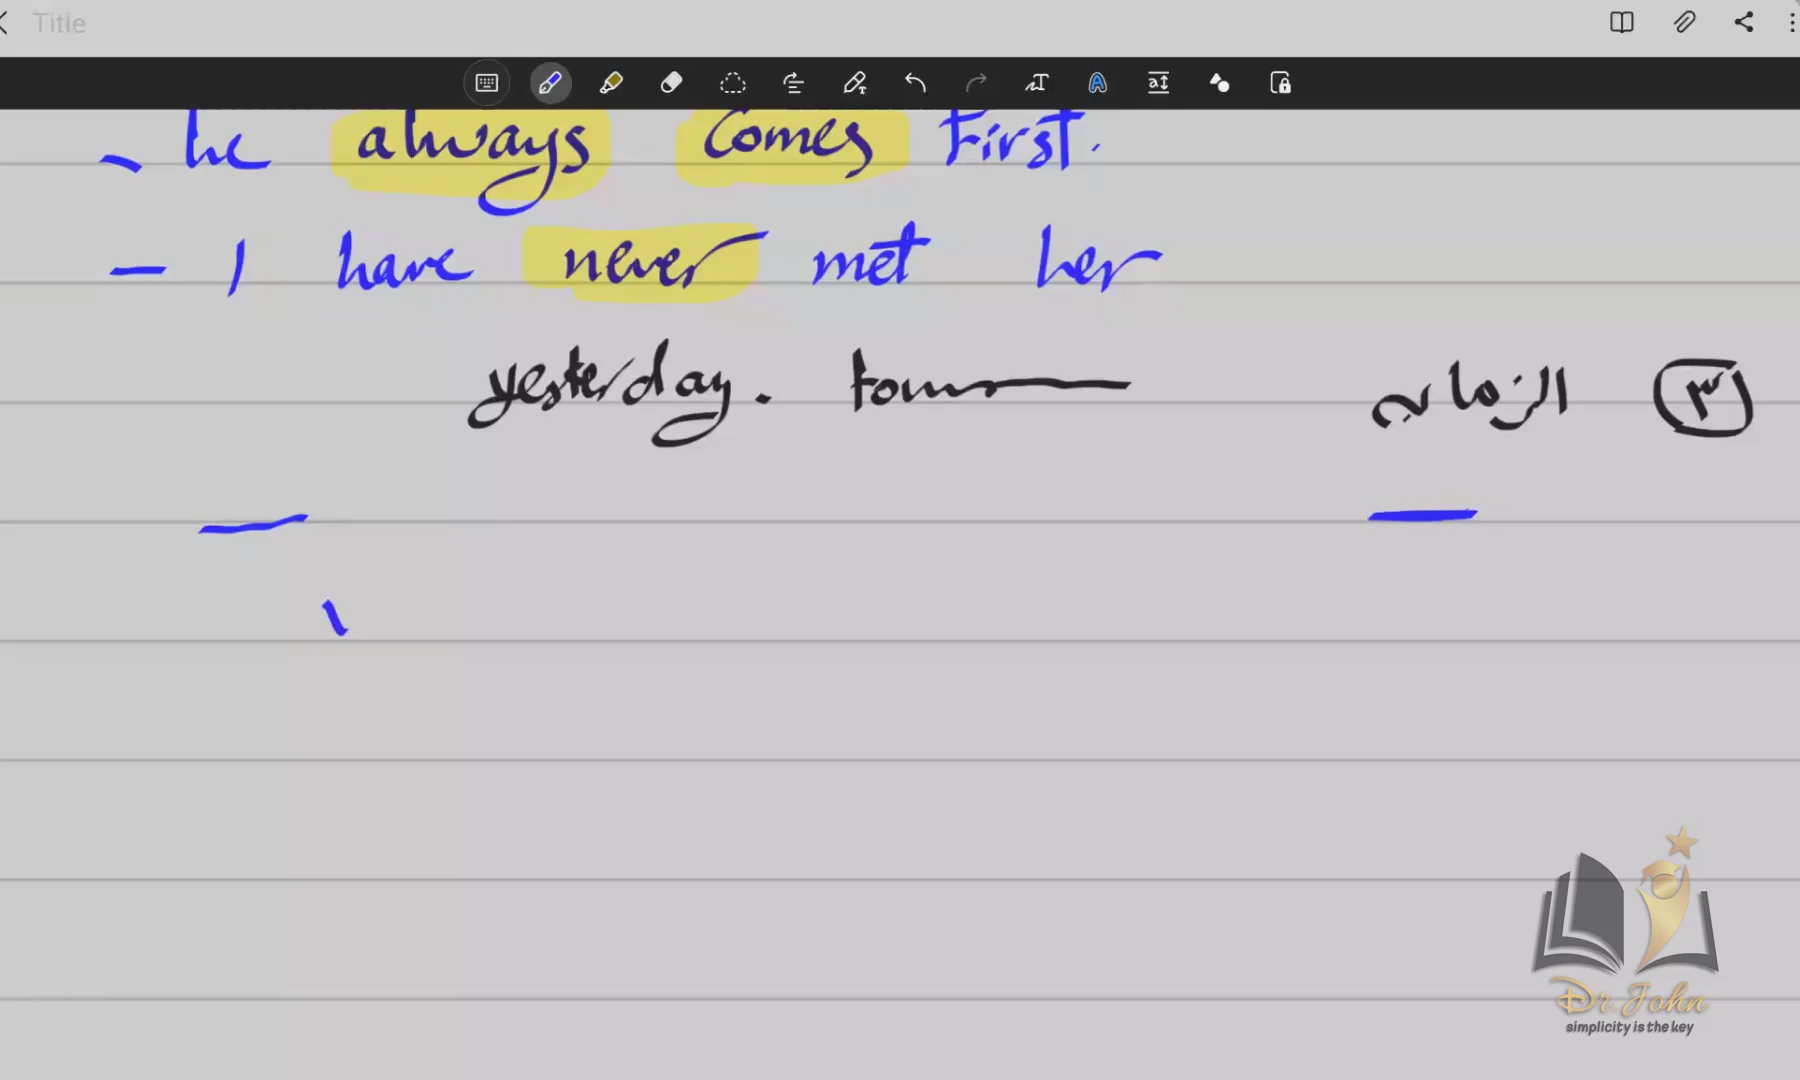 Title
he always comes First.
– I have never met her
yesterday. tom
الزمان ٣
Dr. John
simplicity is the key